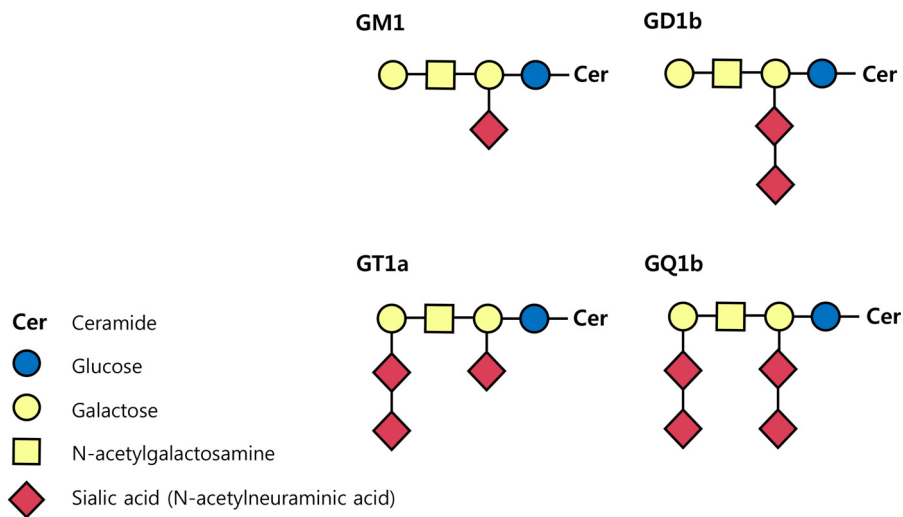 GM1
GD1b
Cer
Cer
GT1a
GQ1b
Cer
Cer
Cer Ceramide
Glucose
Galactose
N-acetylgalactosamine
Sialic acid (N-acetylneuraminic acid)